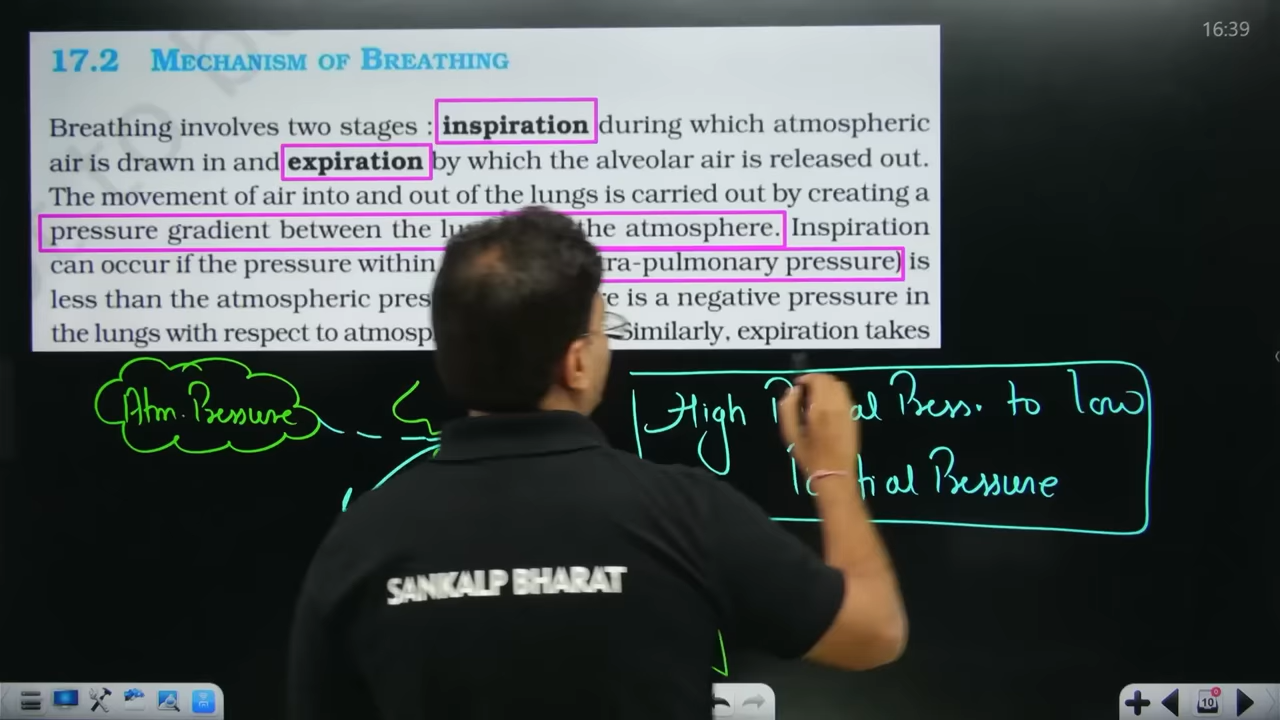 16:39
17.2 MECHANISM OF BREATHING
Breathing involves two stages : inspiration during which atmospheric
air is drawn in and expiration by which the alveolar air is released out.
The movement of air into and out of the lungs is carried out by creating a
pressure gradient between the lu the atmosphere. Inspiration
can occur if the pressure within ra-pulmonary pressure) is
less than the atmospheric pres e is a negative pressure in
the lungs with respect to atmosp Similarly, expiration takes
Atm. Pressure
High Partial Press. to low
Partial Pressure
SANKALP BHARAT
10